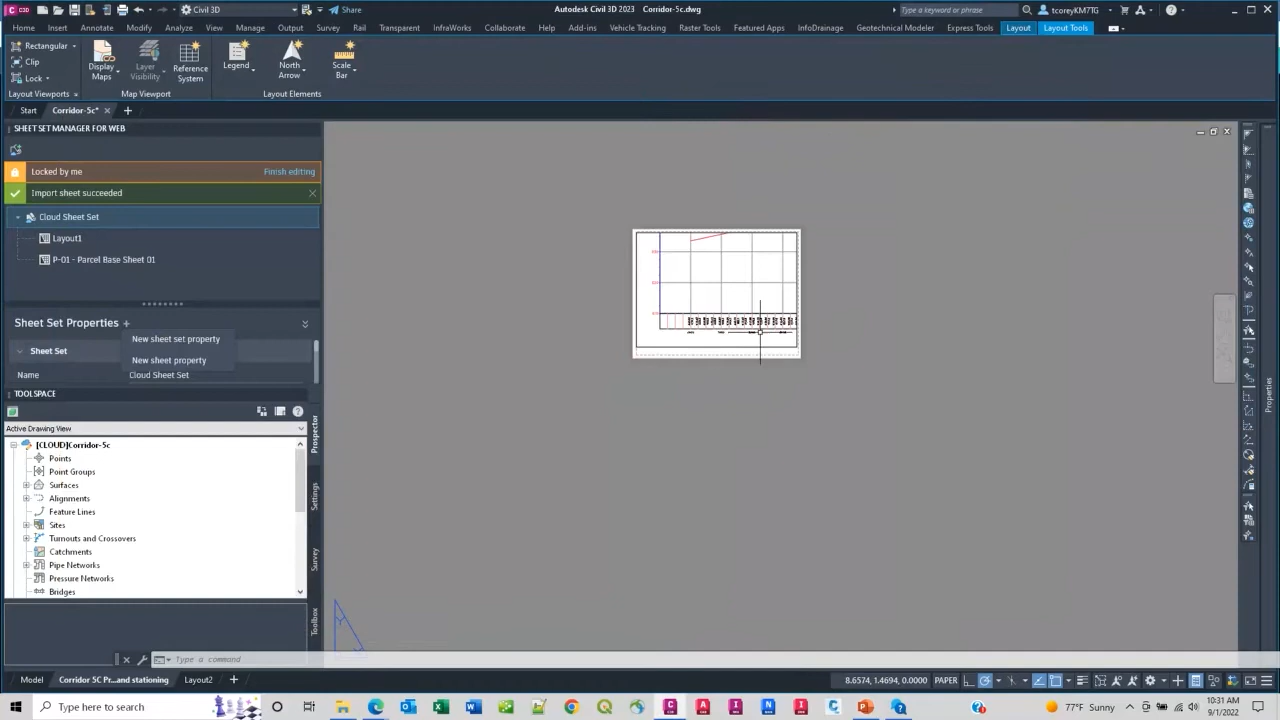 C3D
Civil 3D
Share
Autodesk Civil 3D 2023 Corridor-5c.dwg
Type a keyword or phrase
tcoreyKM7TG
Home Insert Annotate Modify Analyze View Manage Output Survey Rail Transparent InfraWorks Collaborate Help Add-ins Vehicle Tracking Raster Tools Featured Apps InfoDrainage Geotechnical Modeler Express Tools Layout Layout Tools
Rectangular
Clip
Lock
Display Maps
Layer Visibility
Reference System
Legend
North Arrow
Scale Bar
Layout Viewports Map Viewport Layout Elements
Start Corridor-5c*
SHEET SET MANAGER FOR WEB
Locked by me Finish editing
Import sheet succeeded
Cloud Sheet Set
Layout1
P-01 - Parcel Base Sheet 01
Sheet Set Properties +
New sheet set property
Sheet Set
New sheet property
Name Cloud Sheet Set
TOOLSPACE
Active Drawing View
[CLOUD]Corridor-5c
Points
Point Groups
Surfaces
Alignments
Feature Lines
Sites
Turnouts and Crossovers
Catchments
Pipe Networks
Pressure Networks
Bridges
Prospector
Settings
Survey
Toolbox
Properties
Type a command
Model Corridor 5C Pr...and stationing Layout2
8.6574, 1.4694, 0.0000 PAPER
Type here to search
77°F Sunny
10:31 AM
9/1/2022